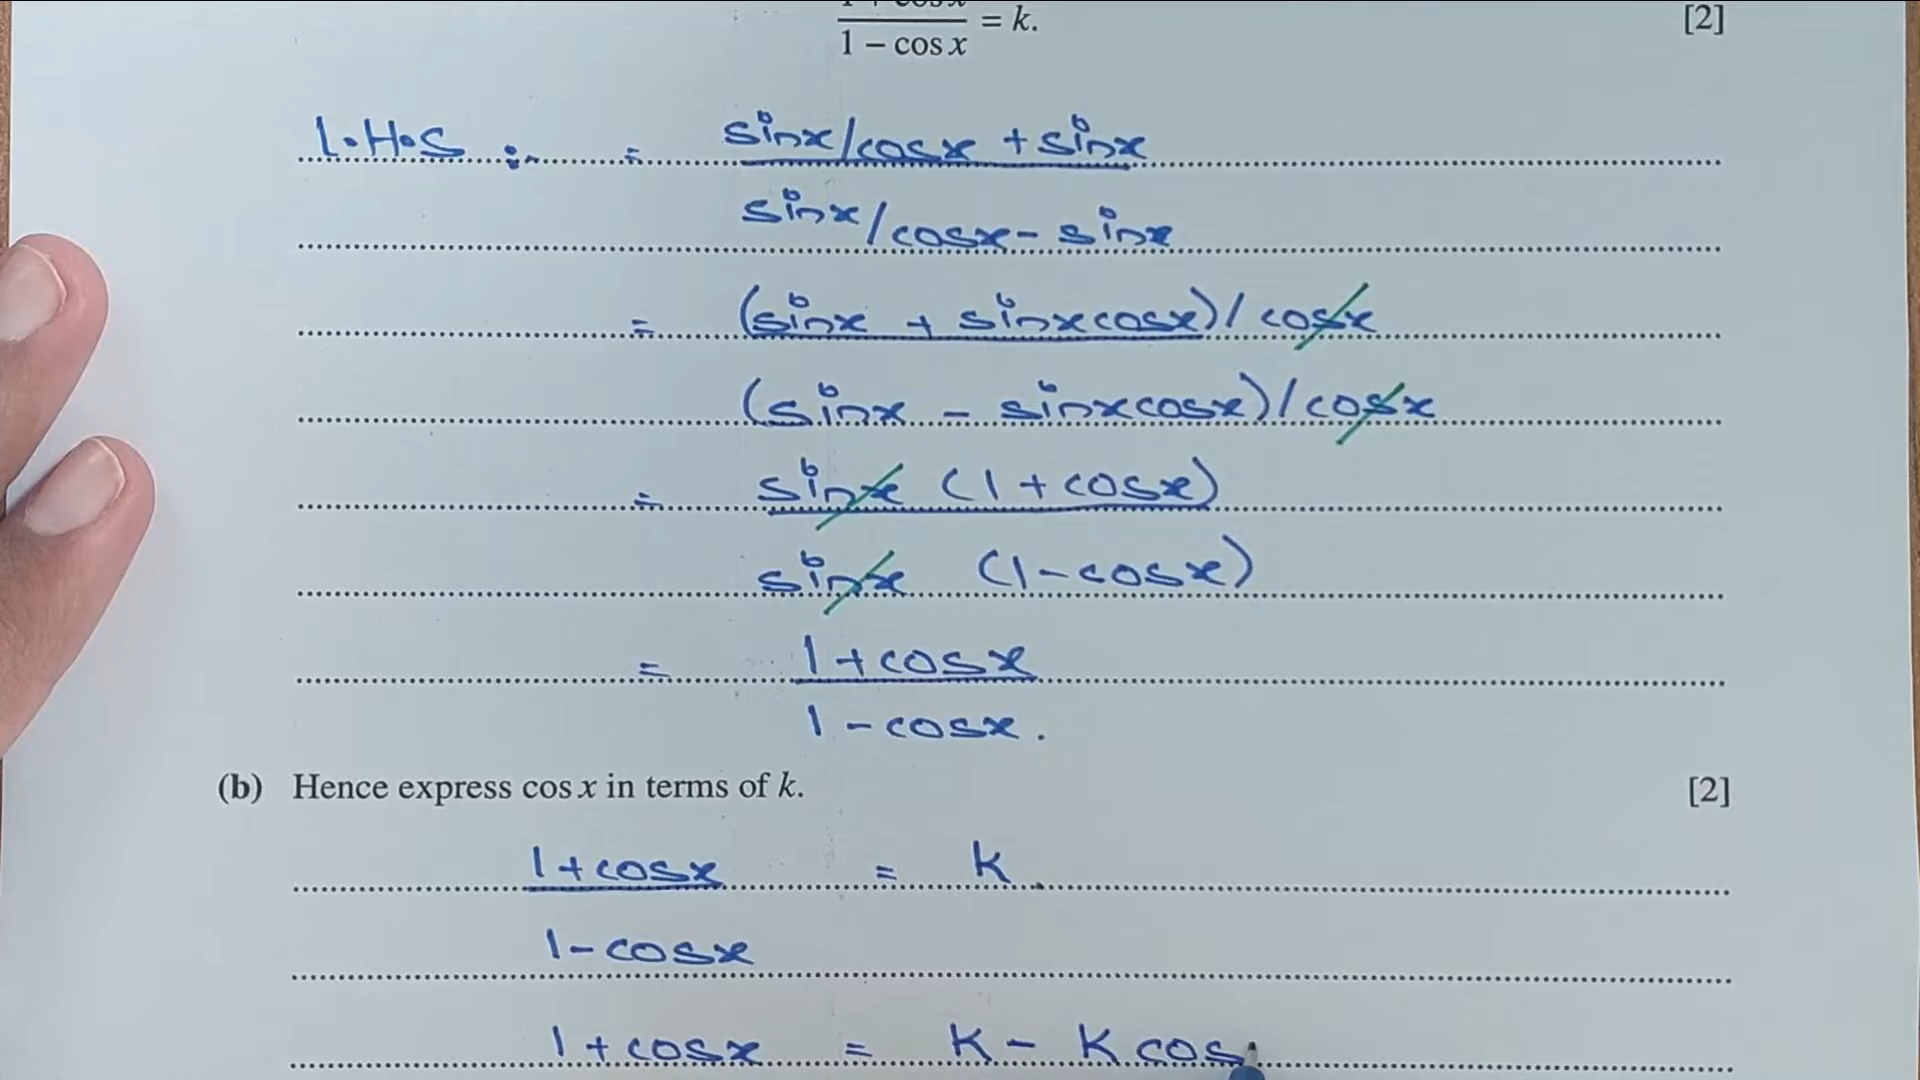 1 + cos x
1 − cos x = k. [2]
L.H.S :- = sinx/cosx + sinx
sinx/cosx - sinx
= (sinx + sinxcosx)/cosx
(sinx - sinxcosx)/cosx
= sinx (1+cosx)
sinx (1-cosx)
= 1+cosx
1-cosx.
(b) Hence express cos x in terms of k. [2]
1+cosx = K
1-cosx
1+cosx = K - K cos